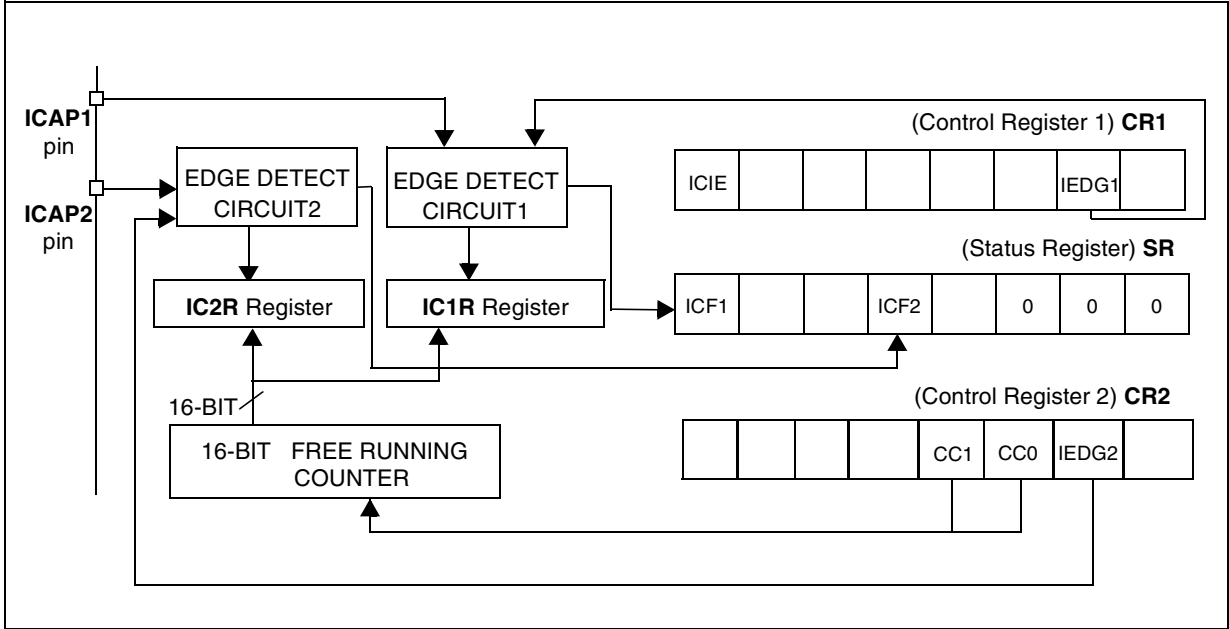 ICAP1
pin
ICAP2
pin
EDGE DETECT
CIRCUIT2
EDGE DETECT
CIRCUIT1
IC2R Register
IC1R Register
16-BIT
16-BIT FREE RUNNING
COUNTER
(Control Register 1) CR1
ICIE IEDG1
(Status Register) SR
ICF1 ICF2 0 0 0
(Control Register 2) CR2
CC1 CC0 IEDG2